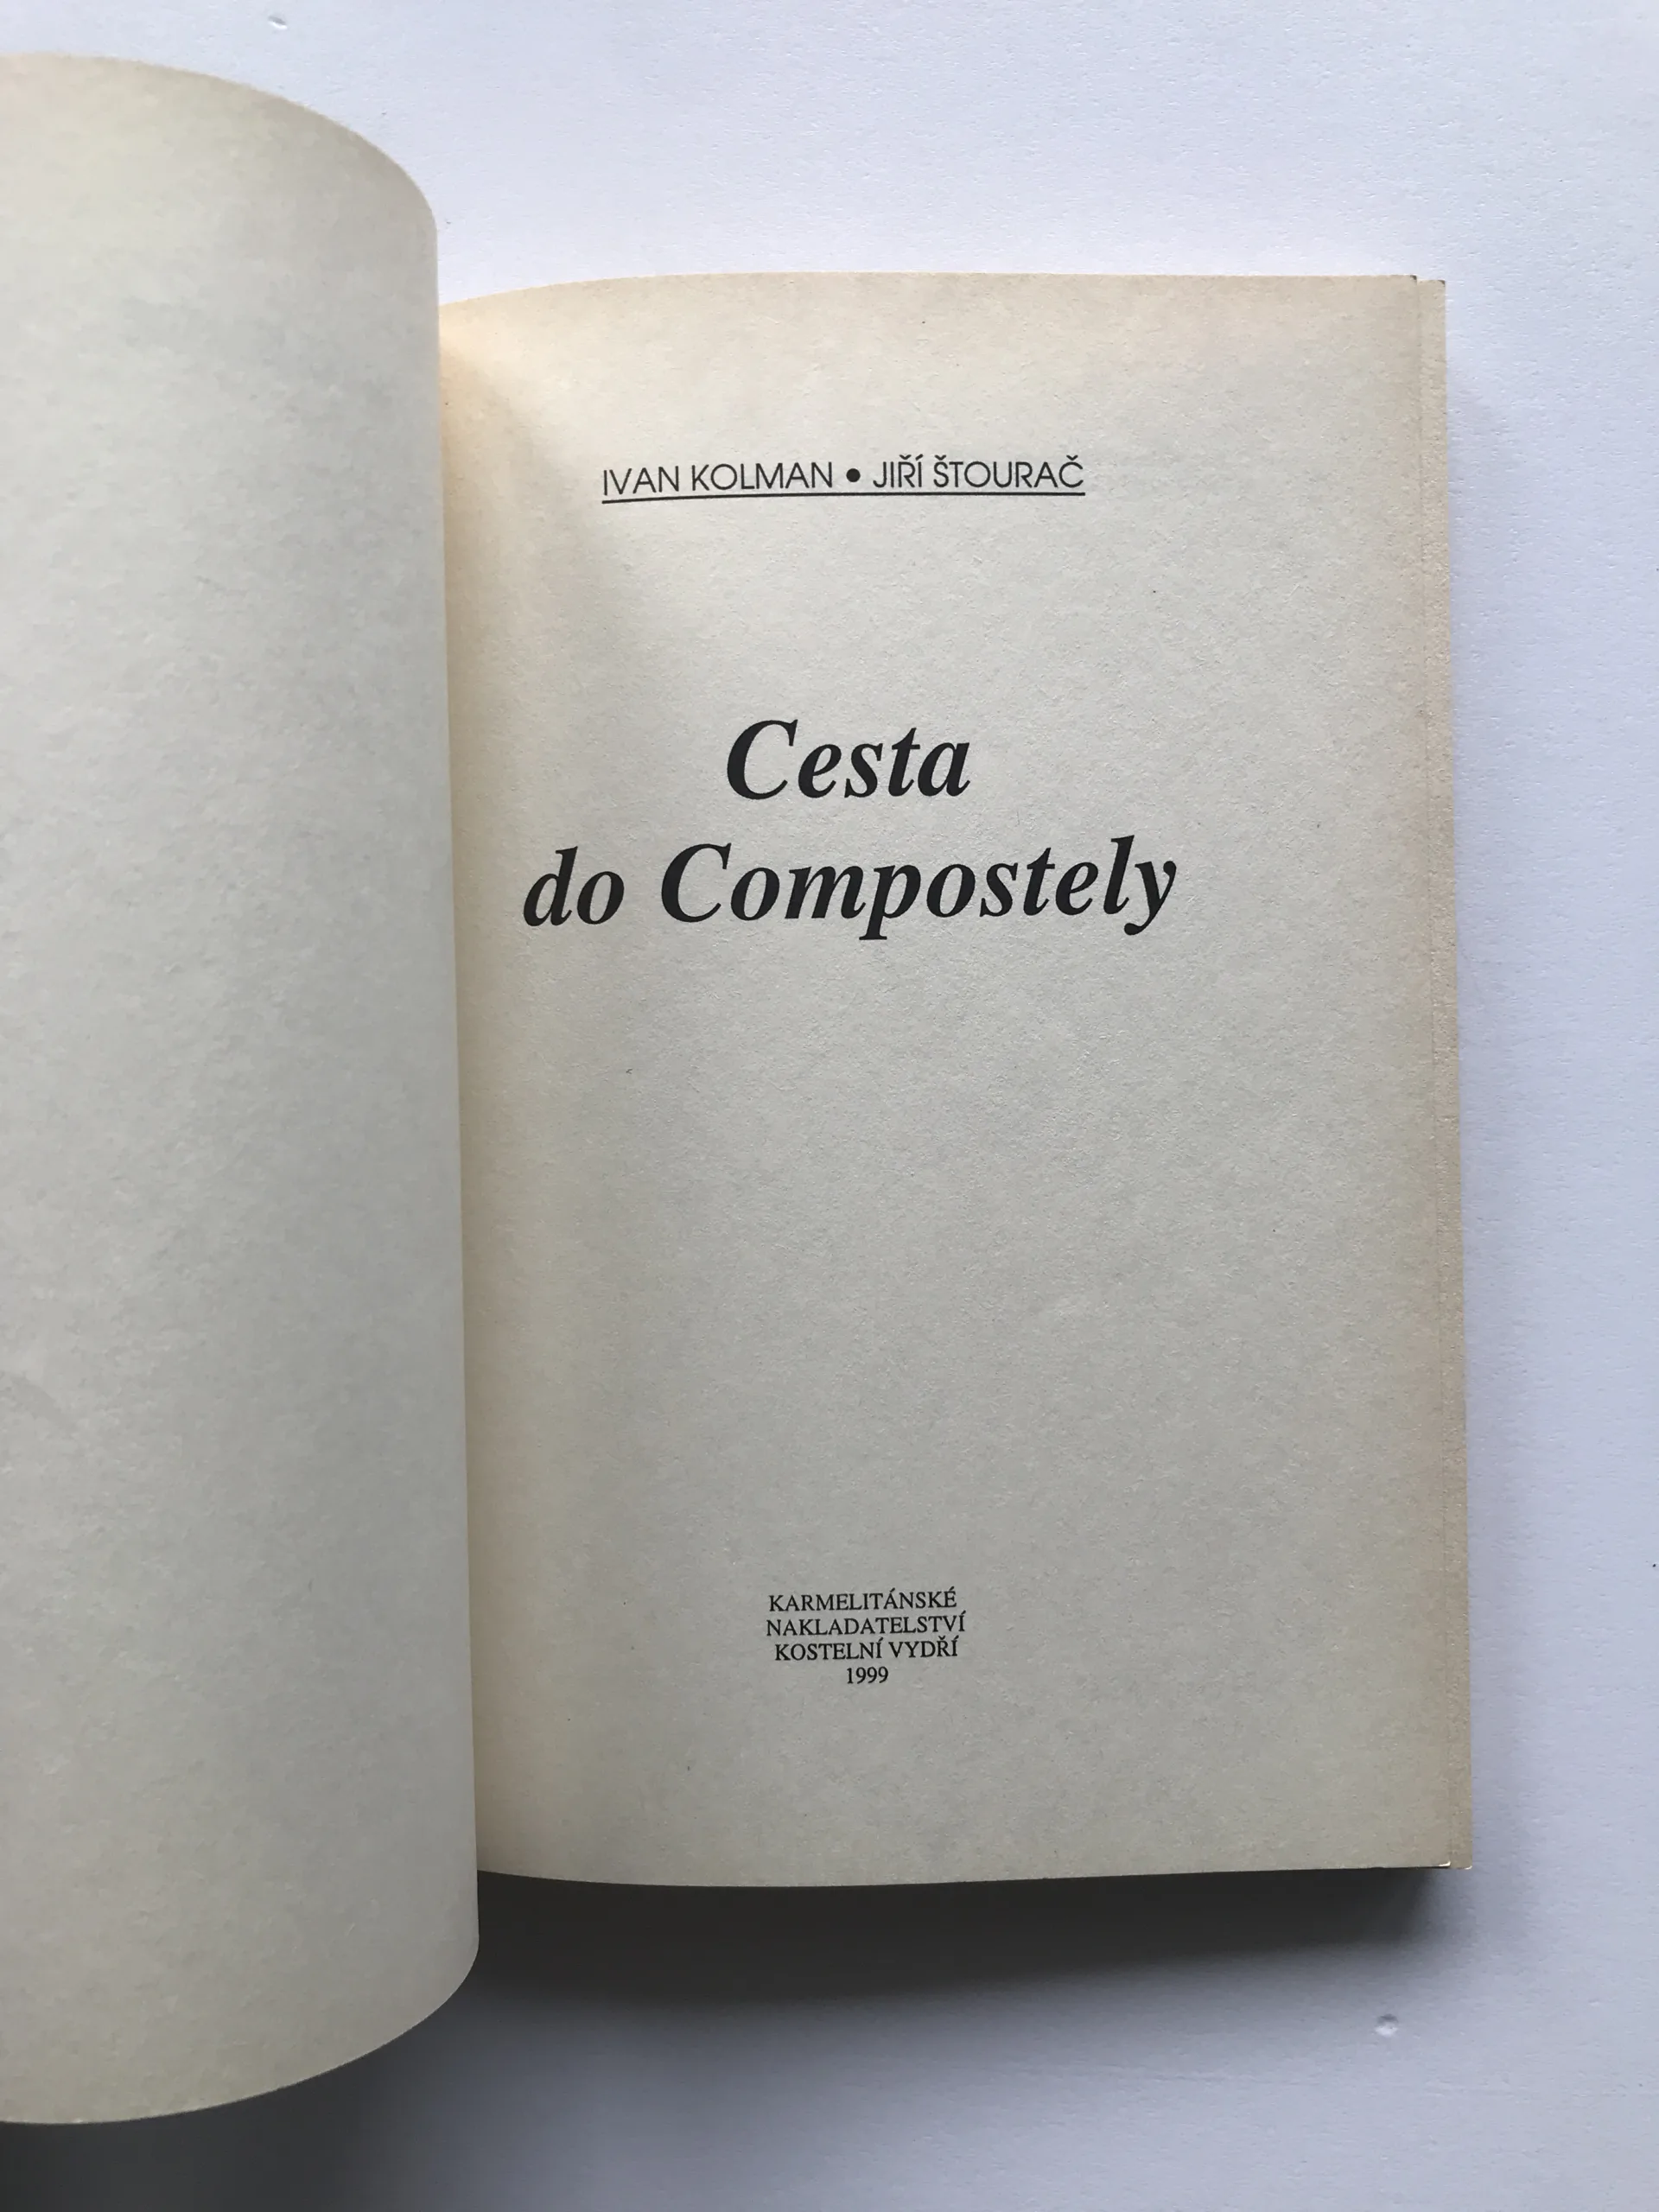 IVAN KOLMAN • JIŘÍ ŠTOURAČ
Cesta
do Compostely
KARMELITÁNSKÉ
NAKLADATELSTVÍ
KOSTELNÍ VYDŘÍ
1999